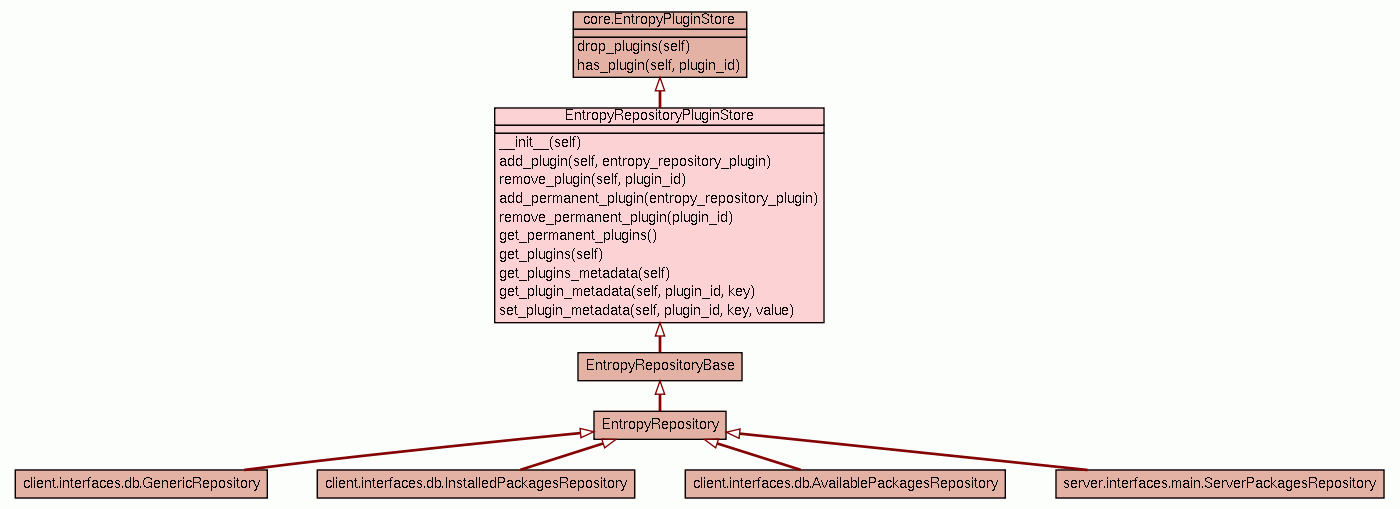 core.EntropyPluginStore
drop_plugins(self)
has_plugin(self, plugin_id)
EntropyRepositoryPluginStore
__init__(self)
add_plugin(self, entropy_repository_plugin)
remove_plugin(self, plugin_id)
add_permanent_plugin(entropy_repository_plugin)
remove_permanent_plugin(plugin_id)
get_permanent_plugins()
get_plugins(self)
get_plugins_metadata(self)
get_plugin_metadata(self, plugin_id, key)
set_plugin_metadata(self, plugin_id, key, value)
EntropyRepositoryBase
EntropyRepository
client.interfaces.db.GenericRepository
client.interfaces.db.InstalledPackagesRepository
client.interfaces.db.AvailablePackagesRepository
server.interfaces.main.ServerPackagesRepository